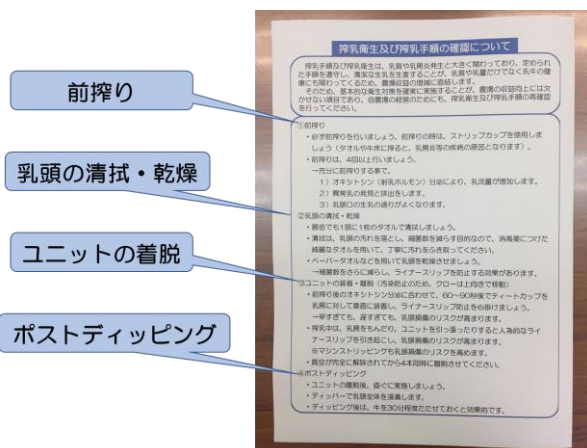 前搾り
乳頭の清拭・乾燥
ユニットの着脱
ポストディッピング
搾乳衛生及び搾乳手順の確認について
搾乳手順及び搾乳衛生は、乳質や乳房炎発生と大きく関わっており、定められ
た手順を遵守し、清潔な生乳を生産することが、乳質や乳量だけでなく乳牛の健
康にも関わってくるため、農場収益の増減に直結します。
そのため、基本的な衛生対策を確実に実施することが、農場の収益向上には欠
かせない項目であり、自農場の経営のためにも、搾乳衛生及び搾乳手順の再確認
を行ってください。
①前搾り
・必ず前搾りを行いましょう。前搾りの時は、ストリップカップを使用しま
しょう（タオルや牛床に搾ると、乳房炎等の疾病の原因となります）。
・前搾りは、4回以上行いましょう。
→充分に前搾りする事で、
1）オキシトシン（射乳ホルモン）分泌により、乳流量が増加します。
2）異常乳の発見と排出をします。
3）乳頭口の生乳の通りがよくなります。
②乳頭の清拭・乾燥
・最低でも1頭に1枚のタオルで清拭しましょう。
・清拭は、乳頭の汚れを落とし、細菌数を減らす目的なので、消毒薬につけた
綺麗なタオルを用いて、丁寧に汚れをふき取ってください。
・ペーパータオルなどを用いて乳頭を乾燥させましょう。
→細菌数をさらに減らし、ライナースリップを防止する効果があります。
③ユニットの装着・離脱（汚染防止のため、クローは上向きで移動）
・前搾り後のオキシトシン分泌に合わせて、60〜90秒後でティートカップを
乳房に対して垂直に装着し、ライナースリップ防止を心掛けましょう。
→早すぎても、遅すぎても、乳頭損傷のリスクが高まります。
・搾乳中は、乳房をもんだり、ユニットを引っ張ったりすると人為的なライ
ナースリップを引き起こし、乳頭損傷のリスクが高まります。
※マシンストリッピングも乳頭損傷のリスクを高めます。
・真空が完全に解除されてから4本同時に離脱させてください。
④ポストディッピング
・ユニットの離脱後、直ぐに実施しましょう。
・ディッパーで乳頭全体を浸漬します。
・ディッピング後は、牛を30分程度たたせておくと効果的です。